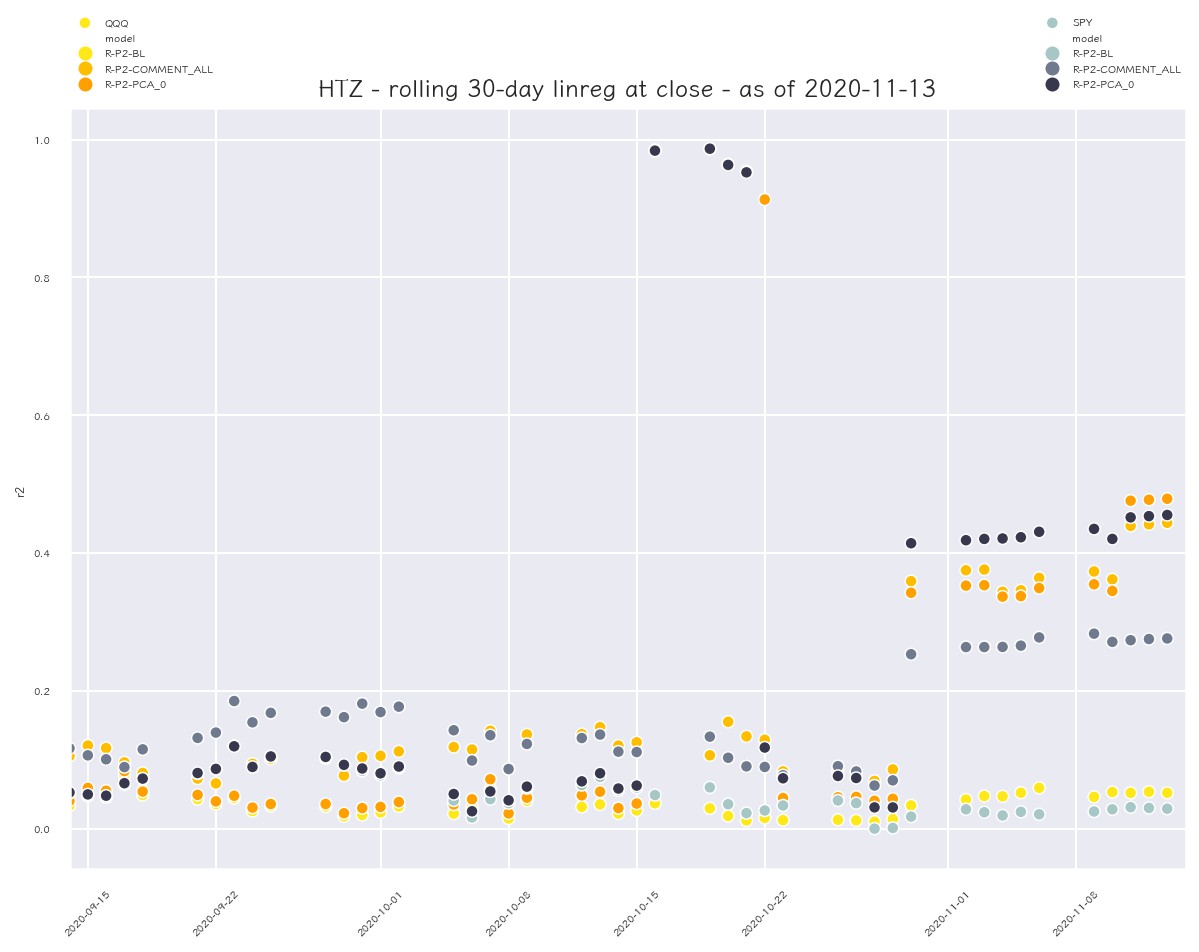 QQQ
model
R-P2-BL
R-P2-COMMENT_ALL
R-P2-PCA_0
SPY
model
R-P2-BL
R-P2-COMMENT_ALL
R-P2-PCA_0
HTZ - rolling 30-day linreg at close - as of 2020-11-13
1.0
0.8
0.6
r2
0.4
0.2
0.0
2020-09-15
2020-09-22
2020-10-01
2020-10-08
2020-10-15
2020-10-22
2020-11-01
2020-11-08